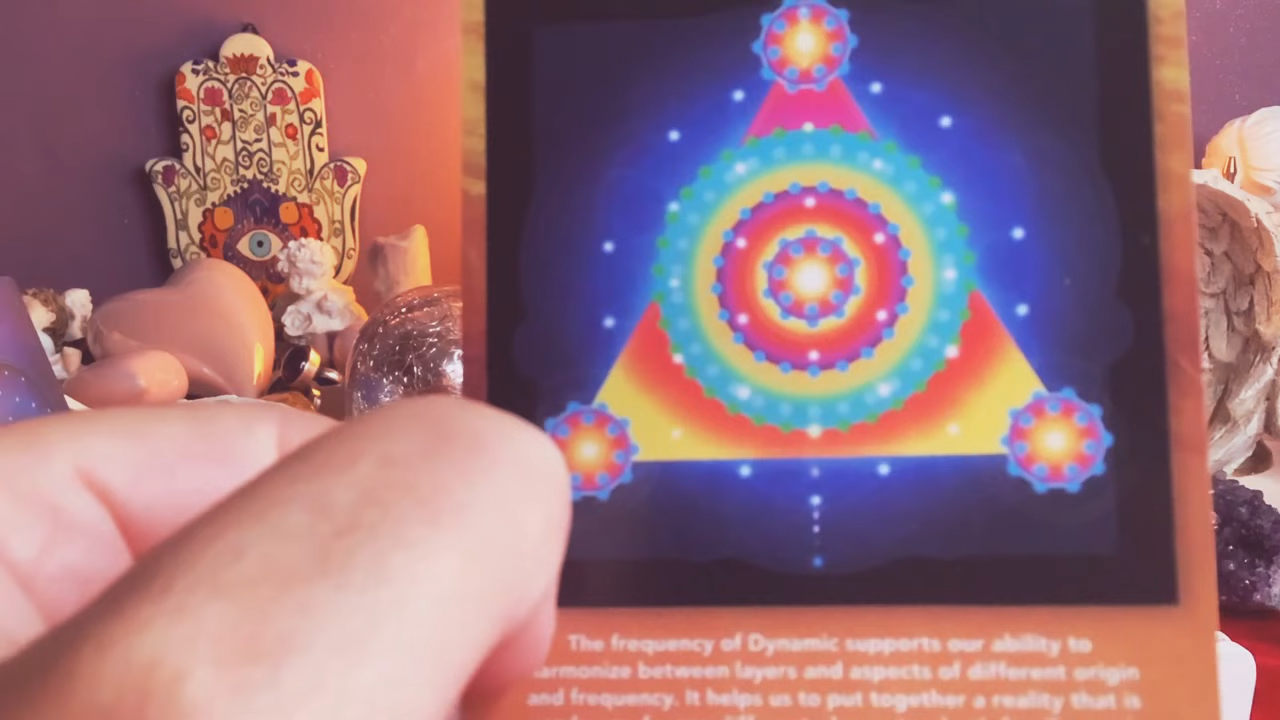 The frequency of Dynamic supports our ability to
armonize between layers and aspects of different origin
and frequency. It helps us to put together a reality that is